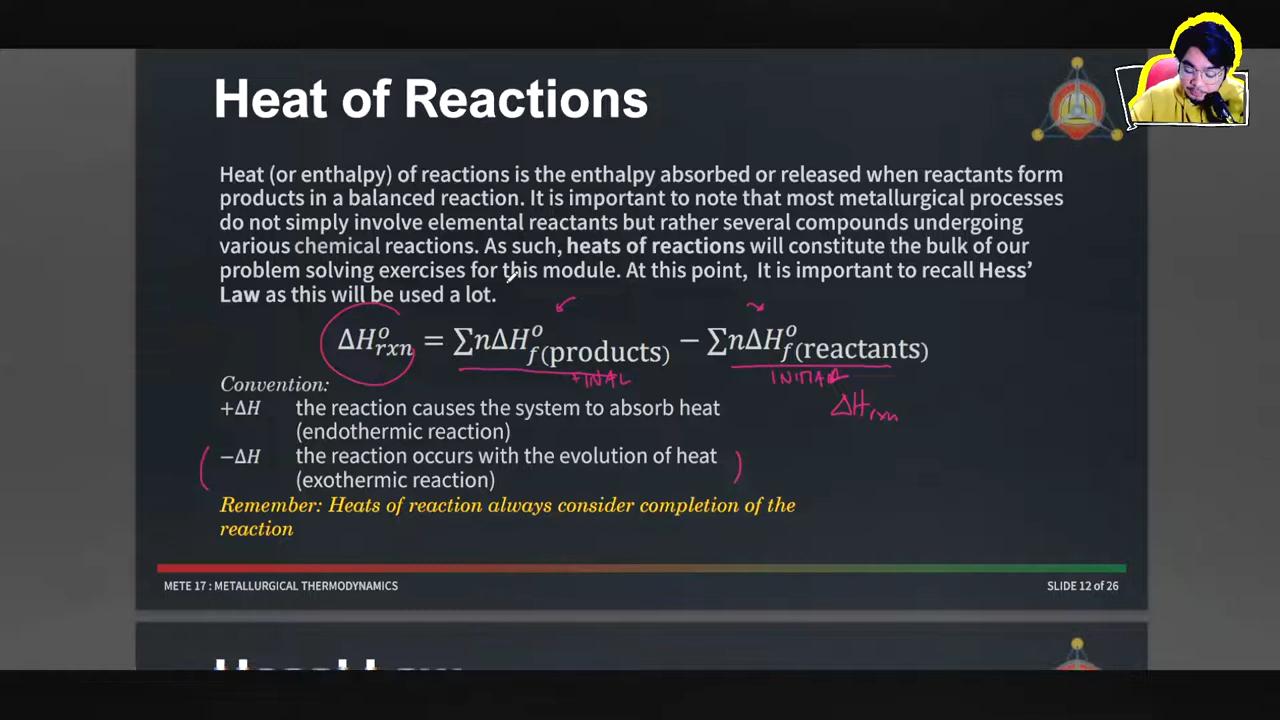 Heat of Reactions
Heat (or enthalpy) of reactions is the enthalpy absorbed or released when reactants form
products in a balanced reaction. It is important to note that most metallurgical processes
do not simply involve elemental reactants but rather several compounds undergoing
various chemical reactions. As such, heats of reactions will constitute the bulk of our
problem solving exercises for this module. At this point, It is important to recall Hess’
Law as this will be used a lot.
ΔH°rxn = ∑nΔH°f(products) − ∑nΔH°f(reactants)
FINAL INITIAL
Convention:
ΔHrxn
+ΔH the reaction causes the system to absorb heat
(endothermic reaction)
−ΔH the reaction occurs with the evolution of heat
(exothermic reaction)
Remember: Heats of reaction always consider completion of the
reaction
METE 17 : METALLURGICAL THERMODYNAMICS SLIDE 12 of 26